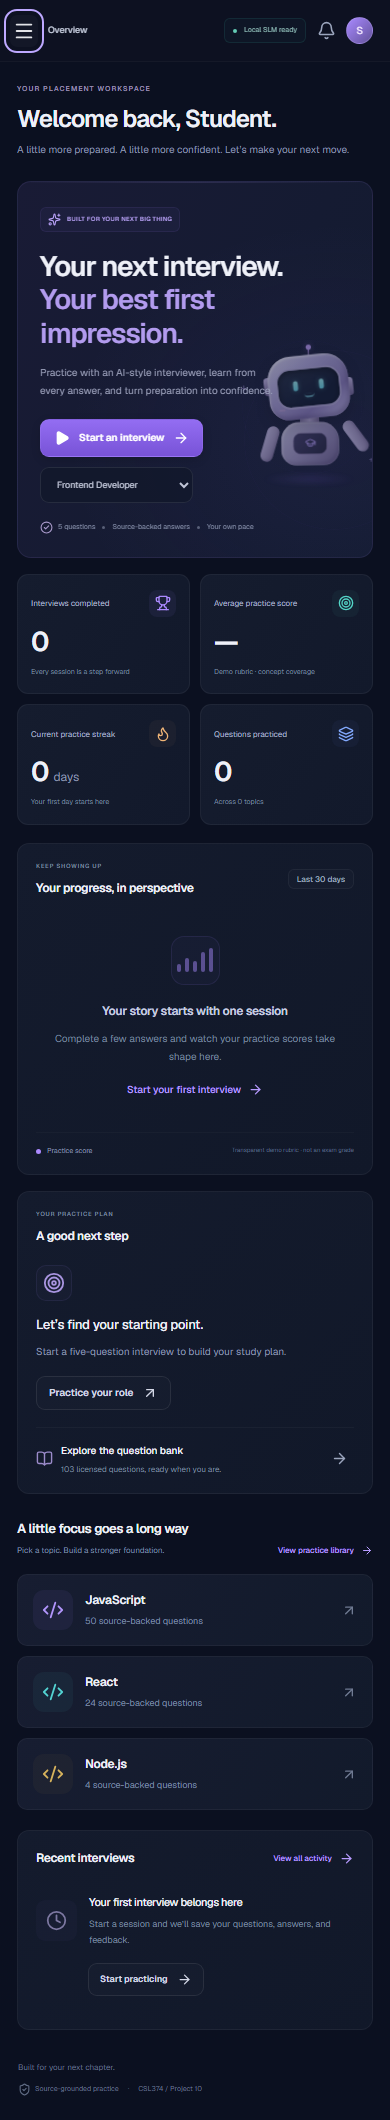 Overview
Local SLM ready
S
YOUR PLACEMENT WORKSPACE
Welcome back, Student.
A little more prepared. A little more confident. Let's make your next move.
BUILT FOR YOUR NEXT BIG THING
Your next interview.
Your best first
impression.
Practice with an AI-style interviewer, learn from
every answer, and turn preparation into confidence.
Start an interview
Frontend Developer
5 questions • Source-backed answers • Your own pace
Interviews completed
0
Every session is a step forward
Average practice score
—
Demo rubric · concept coverage
Current practice streak
0 days
Your first day starts here
Questions practiced
0
Across 0 topics
KEEP SHOWING UP
Your progress, in perspective
Last 30 days
Your story starts with one session
Complete a few answers and watch your practice scores take
shape here.
Start your first interview
Practice score
Transparent demo rubric · not an exam grade
YOUR PRACTICE PLAN
A good next step
Let's find your starting point.
Start a five-question interview to build your study plan.
Practice your role
Explore the question bank
103 licensed questions, ready when you are.
A little focus goes a long way
Pick a topic. Build a stronger foundation.
View practice library
JavaScript
50 source-backed questions
React
24 source-backed questions
Node.js
4 source-backed questions
Recent interviews
View all activity
Your first interview belongs here
Start a session and we'll save your questions, answers, and
feedback.
Start practicing
Built for your next chapter.
Source-grounded practice · CSL374 / Project 10